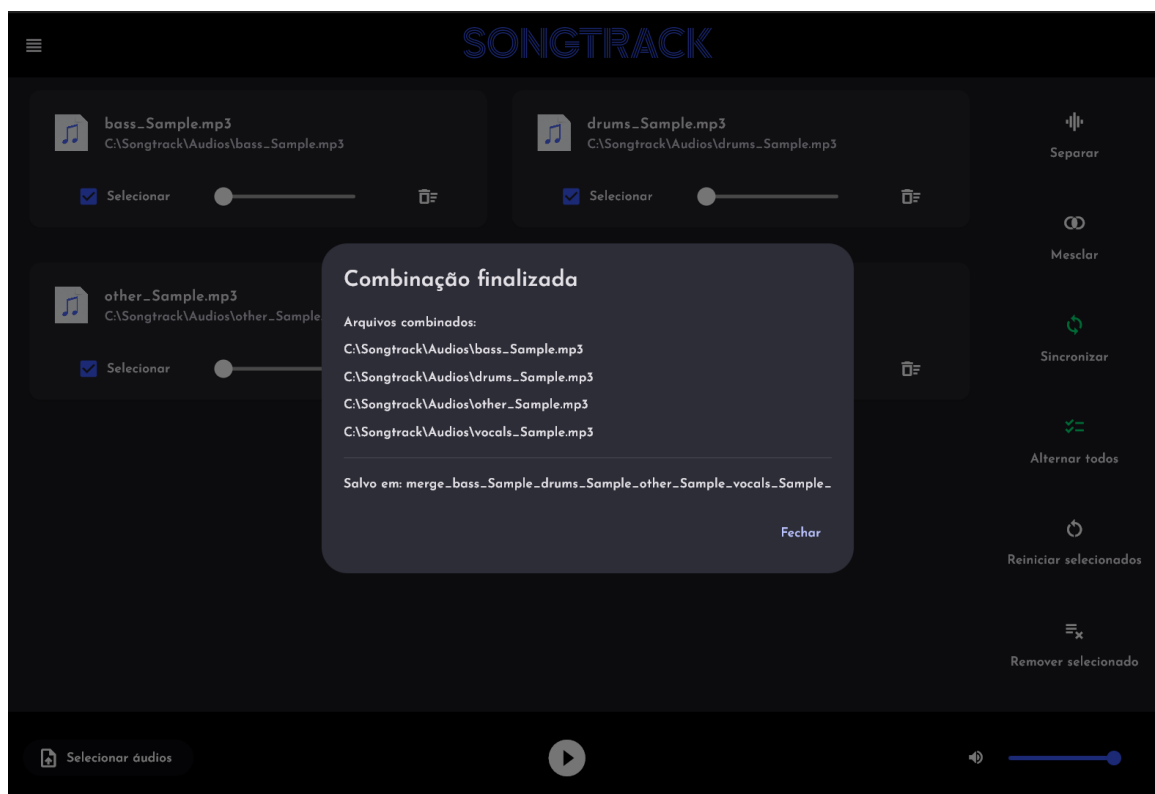 SONGTRACK
bass_Sample.mp3
C:\Songtrack\Audios\bass_Sample.mp3
Selecionar
drums_Sample.mp3
C:\Songtrack\Audios\drums_Sample.mp3
Selecionar
other_Sample.mp3
C:\Songtrack\Audios\other_Sample
Selecionar
Combinação finalizada
Arquivos combinados:
C:\Songtrack\Audios\bass_Sample.mp3
C:\Songtrack\Audios\drums_Sample.mp3
C:\Songtrack\Audios\other_Sample.mp3
C:\Songtrack\Audios\vocals_Sample.mp3
Salvo em: merge_bass_Sample_drums_Sample_other_Sample_vocals_Sample_
Fechar
Separar
Mesclar
Sincronizar
Alternar todos
Reiniciar selecionados
Remover selecionado
Selecionar áudios